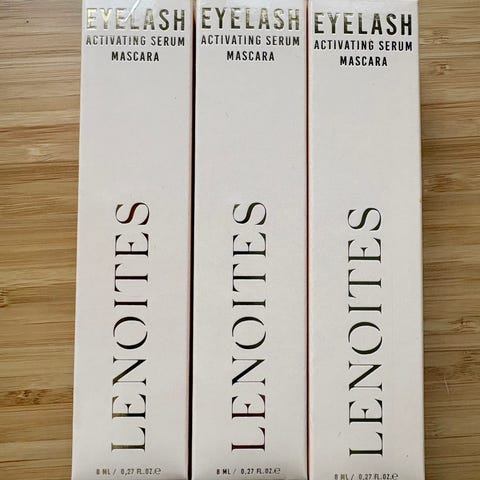 EYELASH
ACTIVATING SERUM
MASCARA
LENOITES
8 ML / 0,27 FL.OZ.℮
EYELASH
ACTIVATING SERUM
MASCARA
LENOITES
8 ML / 0,27 FL.OZ.℮
EYELASH
ACTIVATING SERUM
MASCARA
LENOITES
8 ML / 0,27 FL.OZ.℮